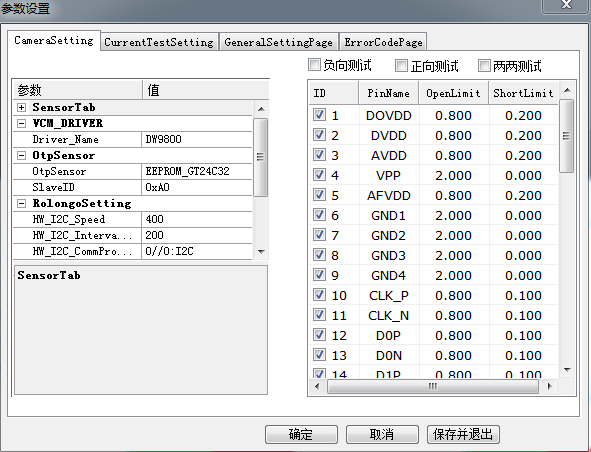 参数设置
CameraSetting CurrentTestSetting GeneralSettingPage ErrorCodePage
负向测试 正向测试 两两测试
参数 值
SensorTab
VCM_DRIVER
Driver_Name DW9800
OtpSensor
OtpSensor EEPROM_GT24C32
SlaveID 0xA0
RolongoSetting
HW_I2C_Speed 400
HW_I2C_Interva... 200
HW_I2C_CommPro... 0//0:I2C
SensorTab
ID PinName OpenLimit ShortLimit
1 DOVDD 0.800 0.200
2 DVDD 0.800 0.200
3 AVDD 0.800 0.200
4 VPP 2.000 0.000
5 AFVDD 0.800 0.200
6 GND1 2.000 0.000
7 GND2 2.000 0.000
8 GND3 2.000 0.000
9 GND4 2.000 0.000
10 CLK_P 0.800 0.100
11 CLK_N 0.800 0.100
12 D0P 0.800 0.100
13 D0N 0.800 0.100
14 D1P 0.800 0.100
确定 取消 保存并退出